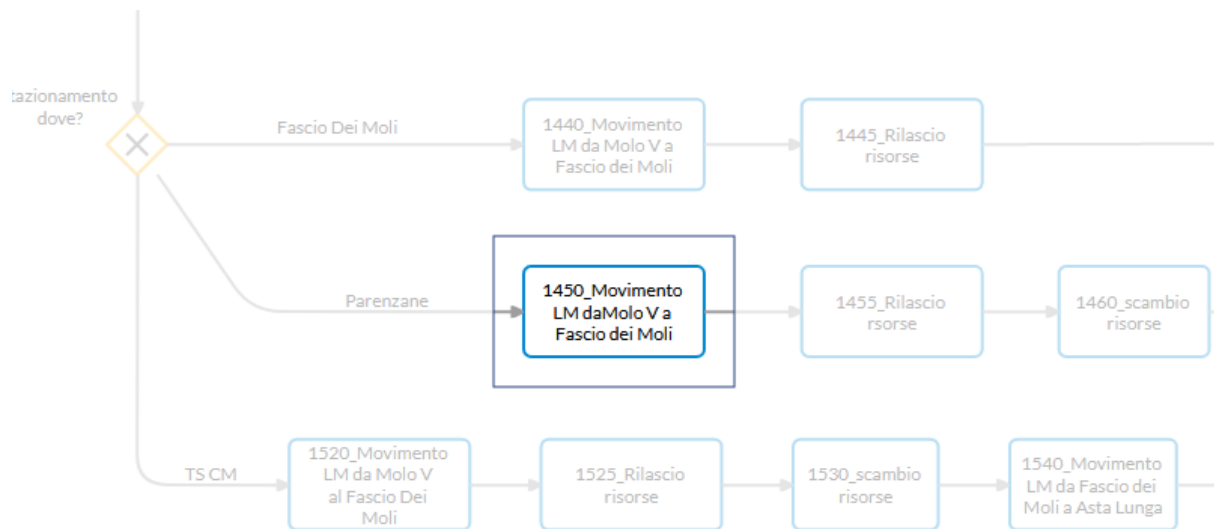 tazionamento
dove?
Fascio Dei Moli
1440_Movimento
LM da Molo V a
Fascio dei Moli
1445_Rilascio
risorse
Parenzane
1450_Movimento
LM daMolo V a
Fascio dei Moli
1455_Rilascio
rsorse
1460_scambio
risorse
TS CM
1520_Movimento
LM da Molo V
al Fascio Dei
Moli
1525_Rilascio
risorse
1530_scambio
risorse
1540_Movimento
LM da Fascio dei
Moli a Asta Lunga